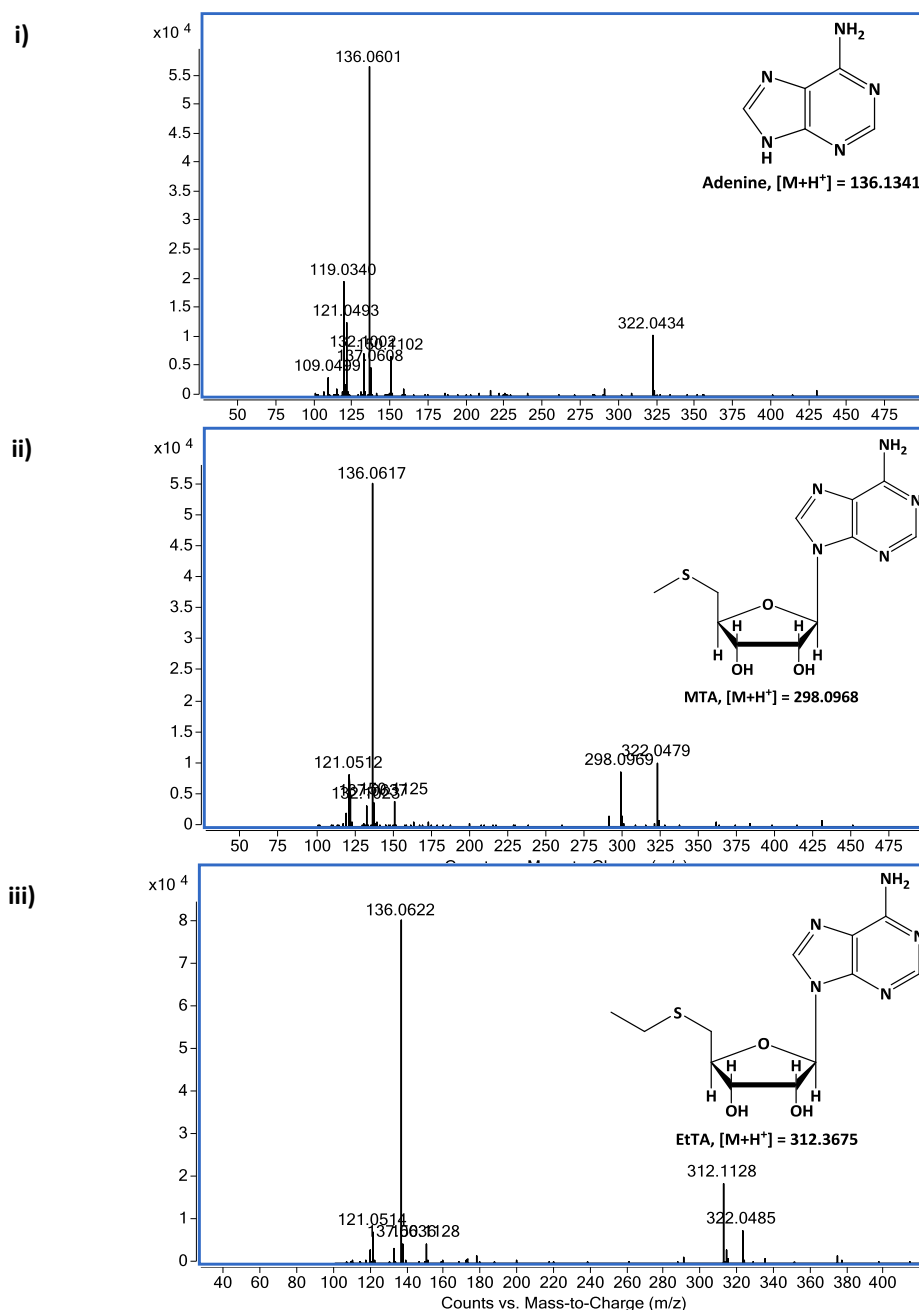 i)
x10 4
5.5
5
4.5
4
3.5
3
2.5
2
1.5
1
0.5
0
136.0601
119.0340
121.0493
109.0499
137.0608
322.0434
NH2
N
N
N
H
N
Adenine, [M+H+] = 136.1341
50 75 100 125 150 175 200 225 250 275 300 325 350 375 400 425 450 475
ii)
x10 4
5.5
5
4.5
4
3.5
3
2.5
2
1.5
1
0.5
0
136.0617
121.0512
298.0969
322.0479
NH2
N
N
N
N
S
O
H
H
H
H
OH
OH
MTA, [M+H+] = 298.0968
50 75 100 125 150 175 200 225 250 275 300 325 350 375 400 425 450 475
iii)
x10 4
8
7
6
5
4
3
2
1
0
136.0622
121.0514
312.1128
322.0485
NH2
N
N
N
N
S
O
H
H
H
H
OH
OH
EtTA, [M+H+] = 312.3675
40 60 80 100 120 140 160 180 200 220 240 260 280 300 320 340 360 380 400
Counts vs. Mass-to-Charge (m/z)